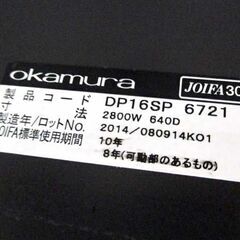 okamura
JOIFA30
製品コード DP16SP 6721
寸 法 2800W 640D
製造年/ロットNo. 2014/080914KO1
OIFA標準使用期間 10年
8年(可動部のあるもの)